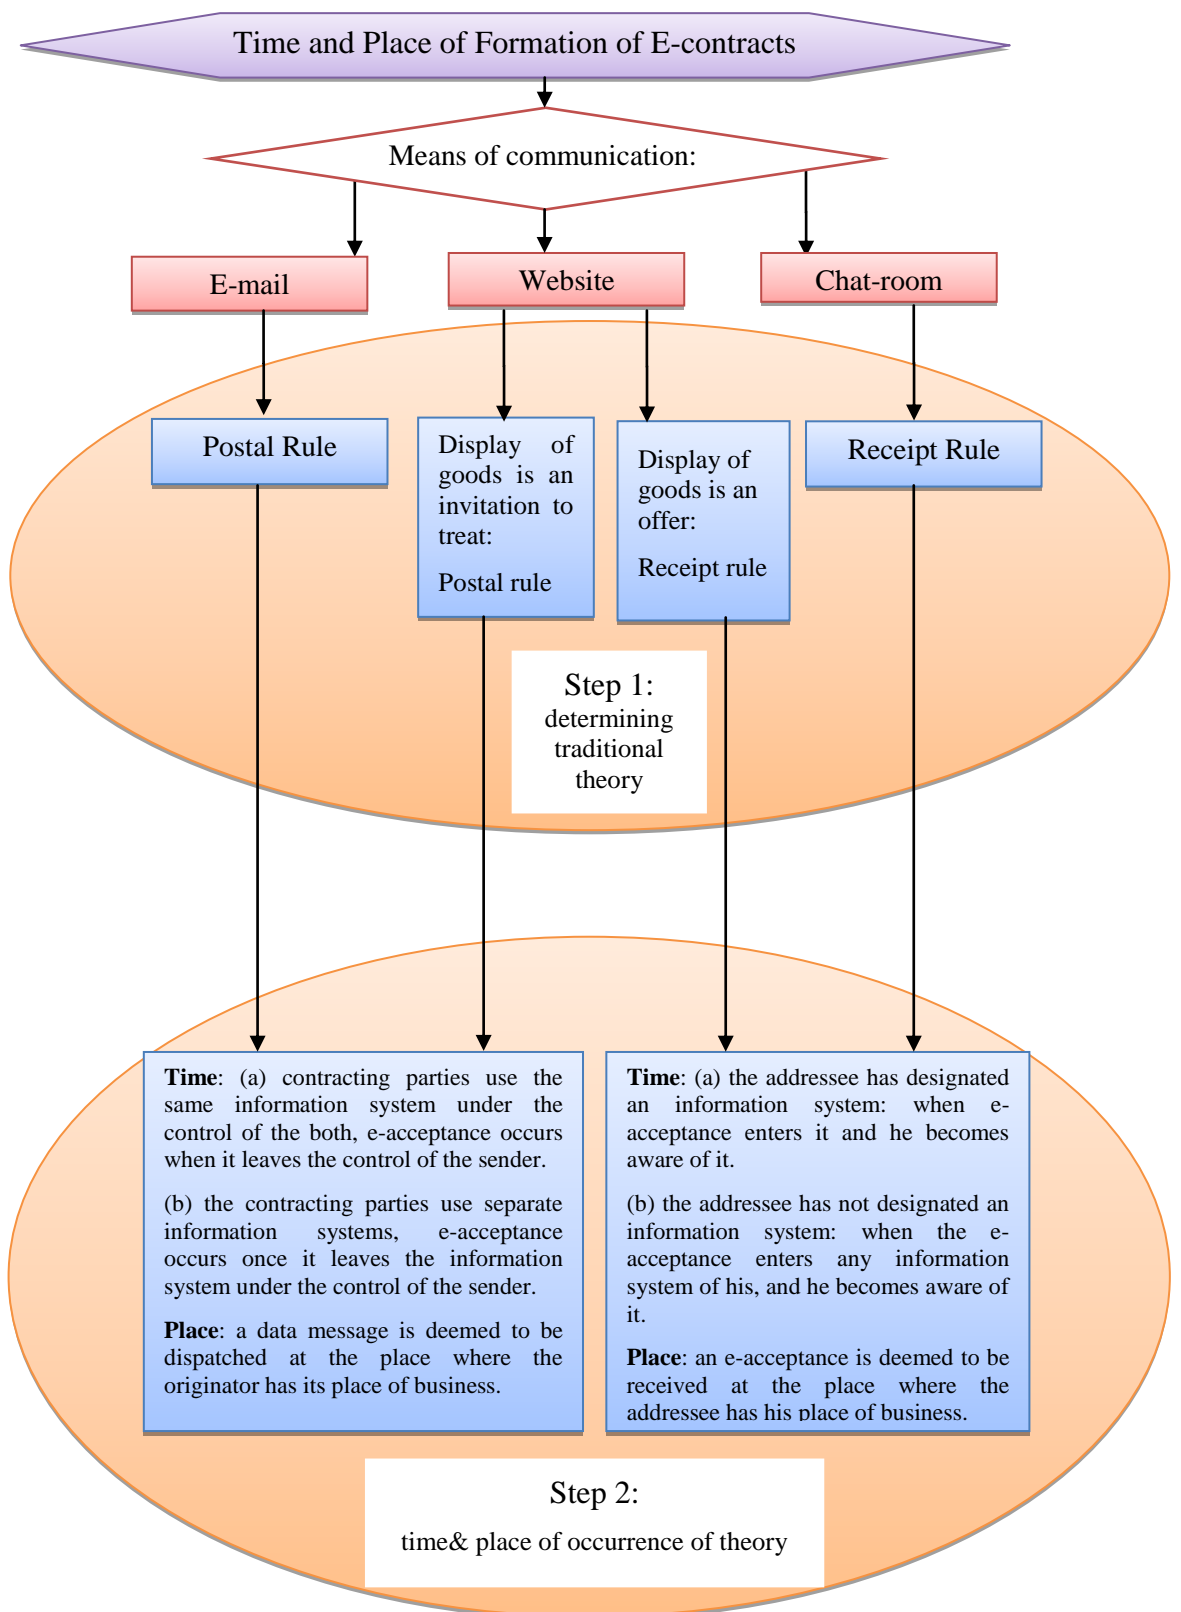 Time and Place of Formation of E-contracts
Means of communication:
E-mail
Website
Chat-room
Postal Rule
Display of
goods is an
invitation to
treat:
Postal rule
Display of
goods is an
offer:
Receipt rule
Receipt Rule
Step 1:
determining
traditional
theory
Time: (a) contracting parties use the
same information system under the
control of the both, e-acceptance occurs
when it leaves the control of the sender.
(b) the contracting parties use separate
information systems, e-acceptance
occurs once it leaves the information
system under the control of the sender.
Place: a data message is deemed to be
dispatched at the place where the
originator has its place of business.
Time: (a) the addressee has designated
an information system: when e-
acceptance enters it and he becomes
aware of it.
(b) the addressee has not designated an
information system: when the e-
acceptance enters any information
system of his, and he becomes aware of
it.
Place: an e-acceptance is deemed to be
received at the place where the
addressee has his place of business.
Step 2:
time& place of occurrence of theory